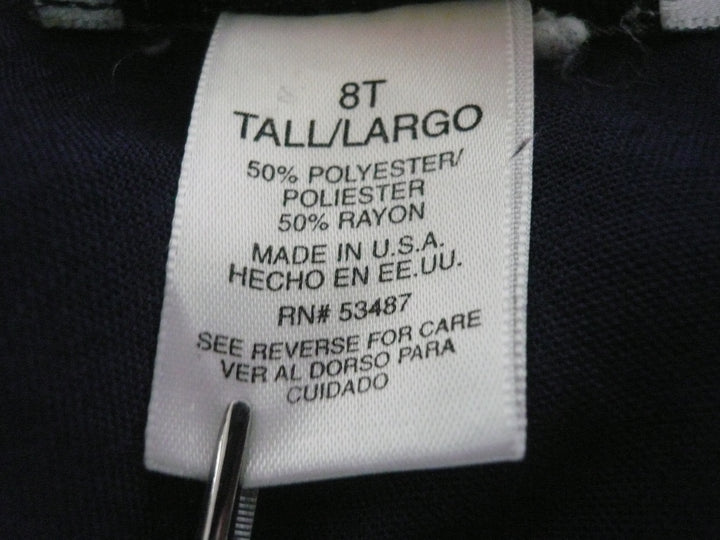 8T
TALL/LARGO
50% POLYESTER/
POLIESTER
50% RAYON
MADE IN U.S.A.
HECHO EN EE.UU.
RN# 53487
SEE REVERSE FOR CARE
VER AL DORSO PARA
CUIDADO